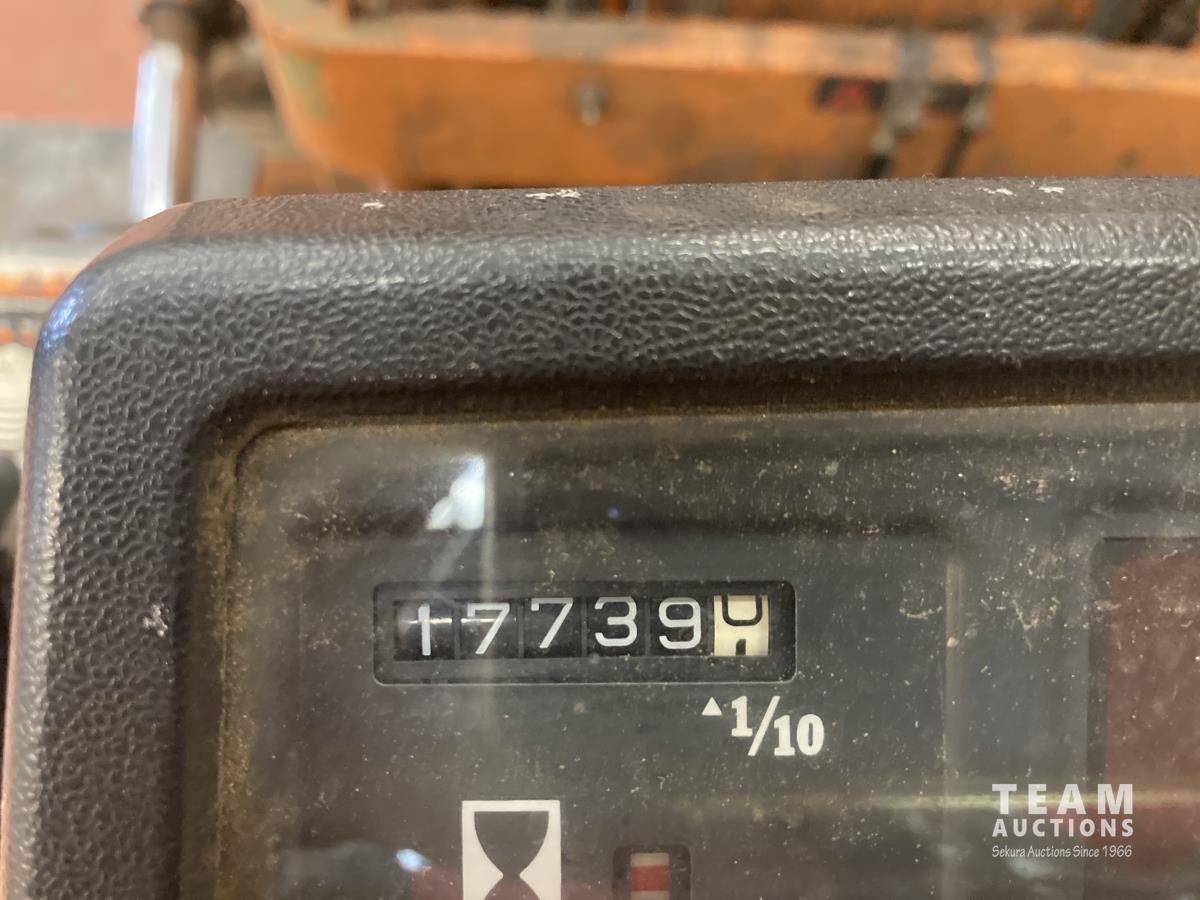 17739
1/10
TEAM
AUCTIONS
Sekura Auctions Since 1966